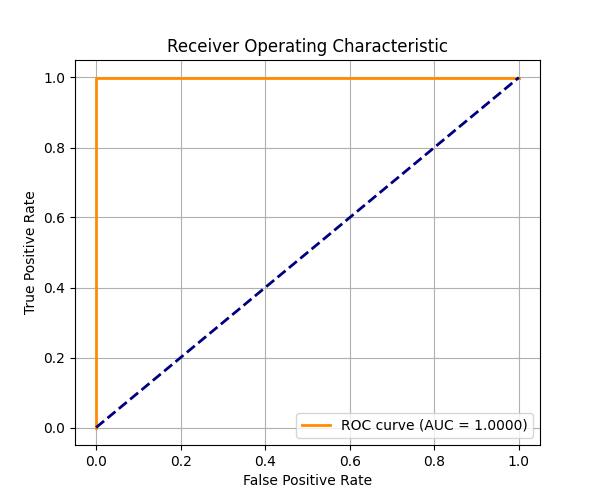 Receiver Operating Characteristic
True Positive Rate
1.0
0.8
0.6
0.4
0.2
0.0
ROC curve (AUC = 1.0000)
0.0 0.2 0.4 0.6 0.8 1.0
False Positive Rate